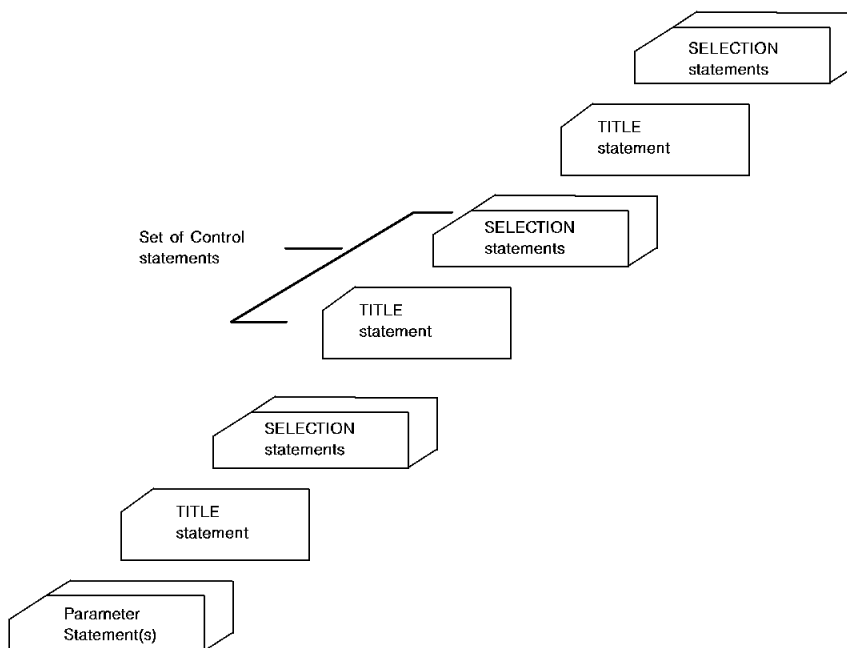 SELECTION
statements
TITLE
statement
SELECTION
statements
Set of Control
statements
TITLE
statement
SELECTION
statements
TITLE
statement
Parameter
Statement(s)